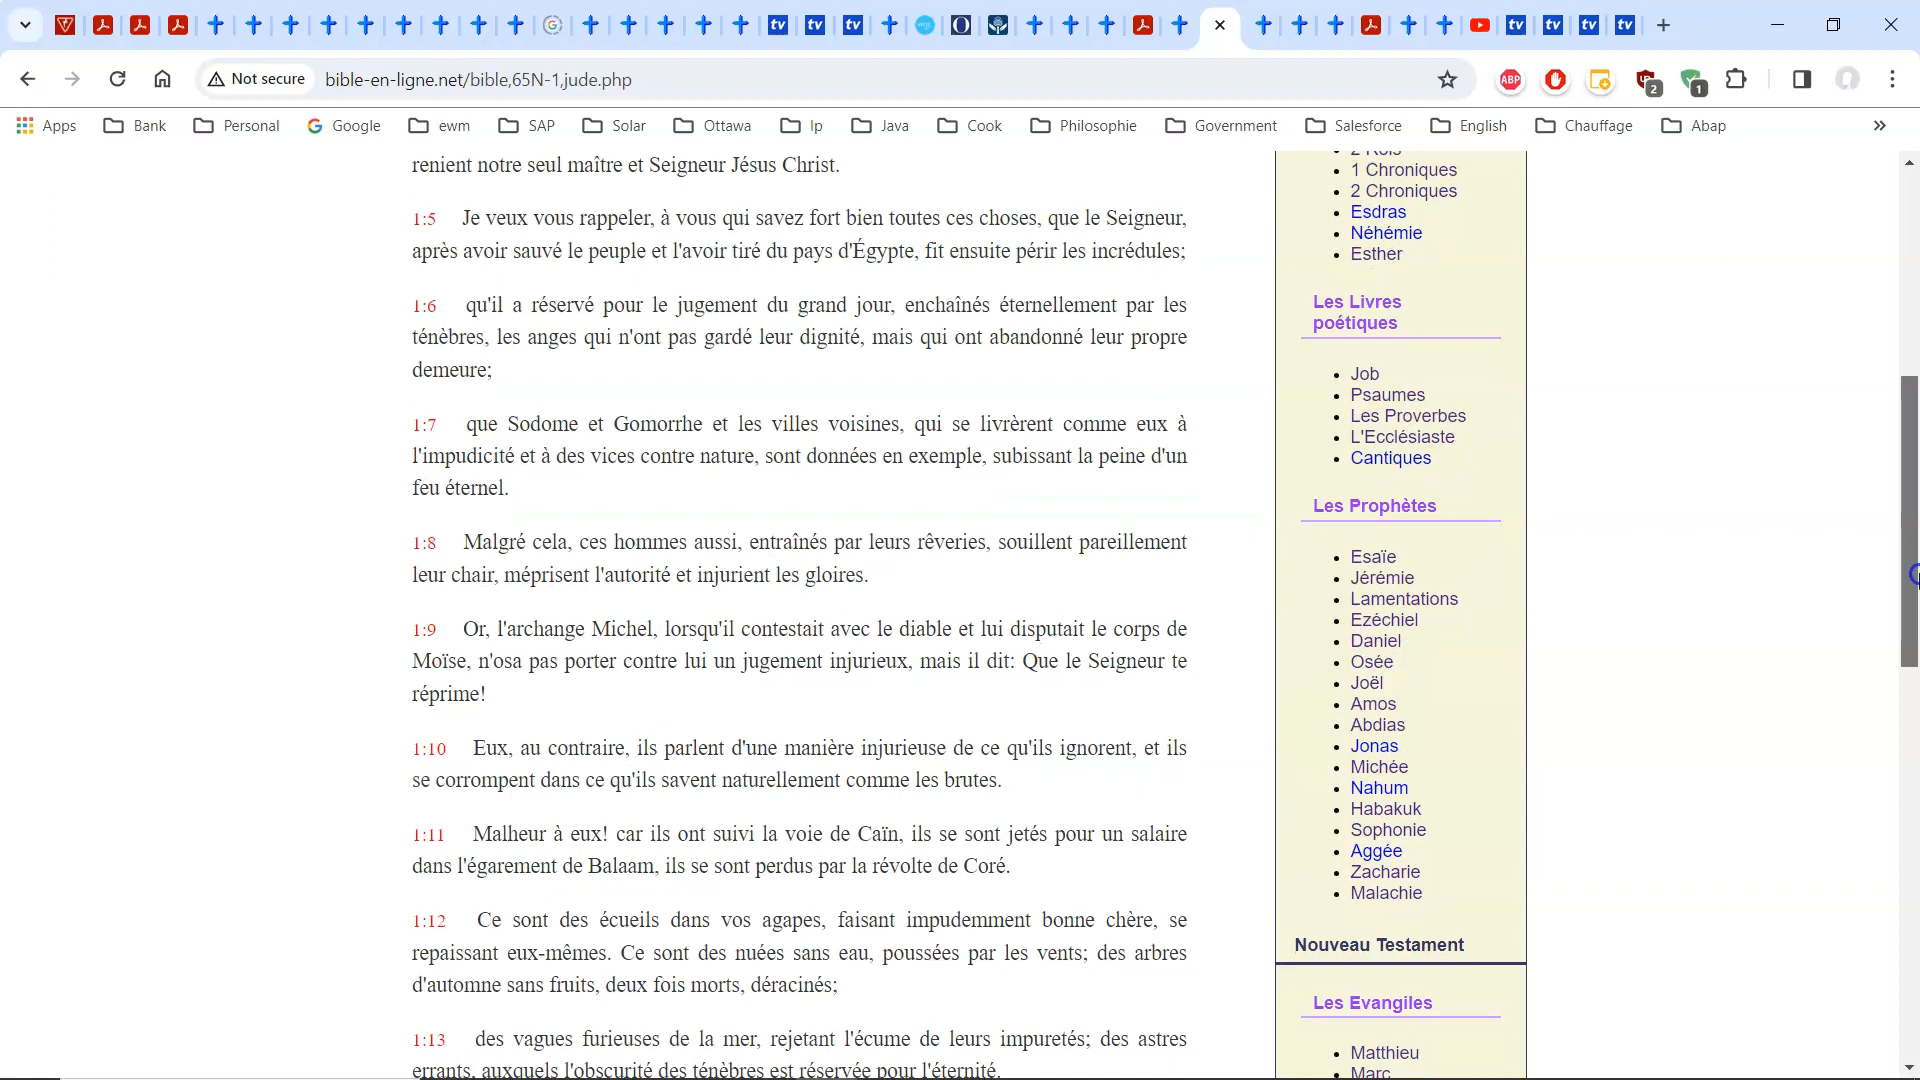 Not secure
bible-en-ligne.net/bible,65N-1,jude.php
ABP
2
1
Apps
Bank
Personal
Google
ewm
SAP
Solar
Ottawa
Ip
Java
Cook
Philosophie
Government
Salesforce
English
Chauffage
Abap
»
renient notre seul maître et Seigneur Jésus Christ.
1:5 Je veux vous rappeler, à vous qui savez fort bien toutes ces choses, que le Seigneur,
après avoir sauvé le peuple et l'avoir tiré du pays d'Égypte, fit ensuite périr les incrédules;
1:6 qu'il a réservé pour le jugement du grand jour, enchaînés éternellement par les
ténèbres, les anges qui n'ont pas gardé leur dignité, mais qui ont abandonné leur propre
demeure;
1:7 que Sodome et Gomorrhe et les villes voisines, qui se livrèrent comme eux à
l'impudicité et à des vices contre nature, sont données en exemple, subissant la peine d'un
feu éternel.
1:8 Malgré cela, ces hommes aussi, entraînés par leurs rêveries, souillent pareillement
leur chair, méprisent l'autorité et injurient les gloires.
1:9 Or, l'archange Michel, lorsqu'il contestait avec le diable et lui disputait le corps de
Moïse, n'osa pas porter contre lui un jugement injurieux, mais il dit: Que le Seigneur te
réprime!
1:10 Eux, au contraire, ils parlent d'une manière injurieuse de ce qu'ils ignorent, et ils
se corrompent dans ce qu'ils savent naturellement comme les brutes.
1:11 Malheur à eux! car ils ont suivi la voie de Caïn, ils se sont jetés pour un salaire
dans l'égarement de Balaam, ils se sont perdus par la révolte de Coré.
1:12 Ce sont des écueils dans vos agapes, faisant impudemment bonne chère, se
repaissant eux-mêmes. Ce sont des nuées sans eau, poussées par les vents; des arbres
d'automne sans fruits, deux fois morts, déracinés;
1:13 des vagues furieuses de la mer, rejetant l'écume de leurs impuretés; des astres
errants, auxquels l'obscurité des ténèbres est réservée pour l'éternité.
2 Rois
1 Chroniques
2 Chroniques
Esdras
Néhémie
Esther
Les Livres
poétiques
Job
Psaumes
Les Proverbes
L'Ecclésiaste
Cantiques
Les Prophètes
Esaïe
Jérémie
Lamentations
Ezéchiel
Daniel
Osée
Joël
Amos
Abdias
Jonas
Michée
Nahum
Habakuk
Sophonie
Aggée
Zacharie
Malachie
Nouveau Testament
Les Evangiles
Matthieu
Marc